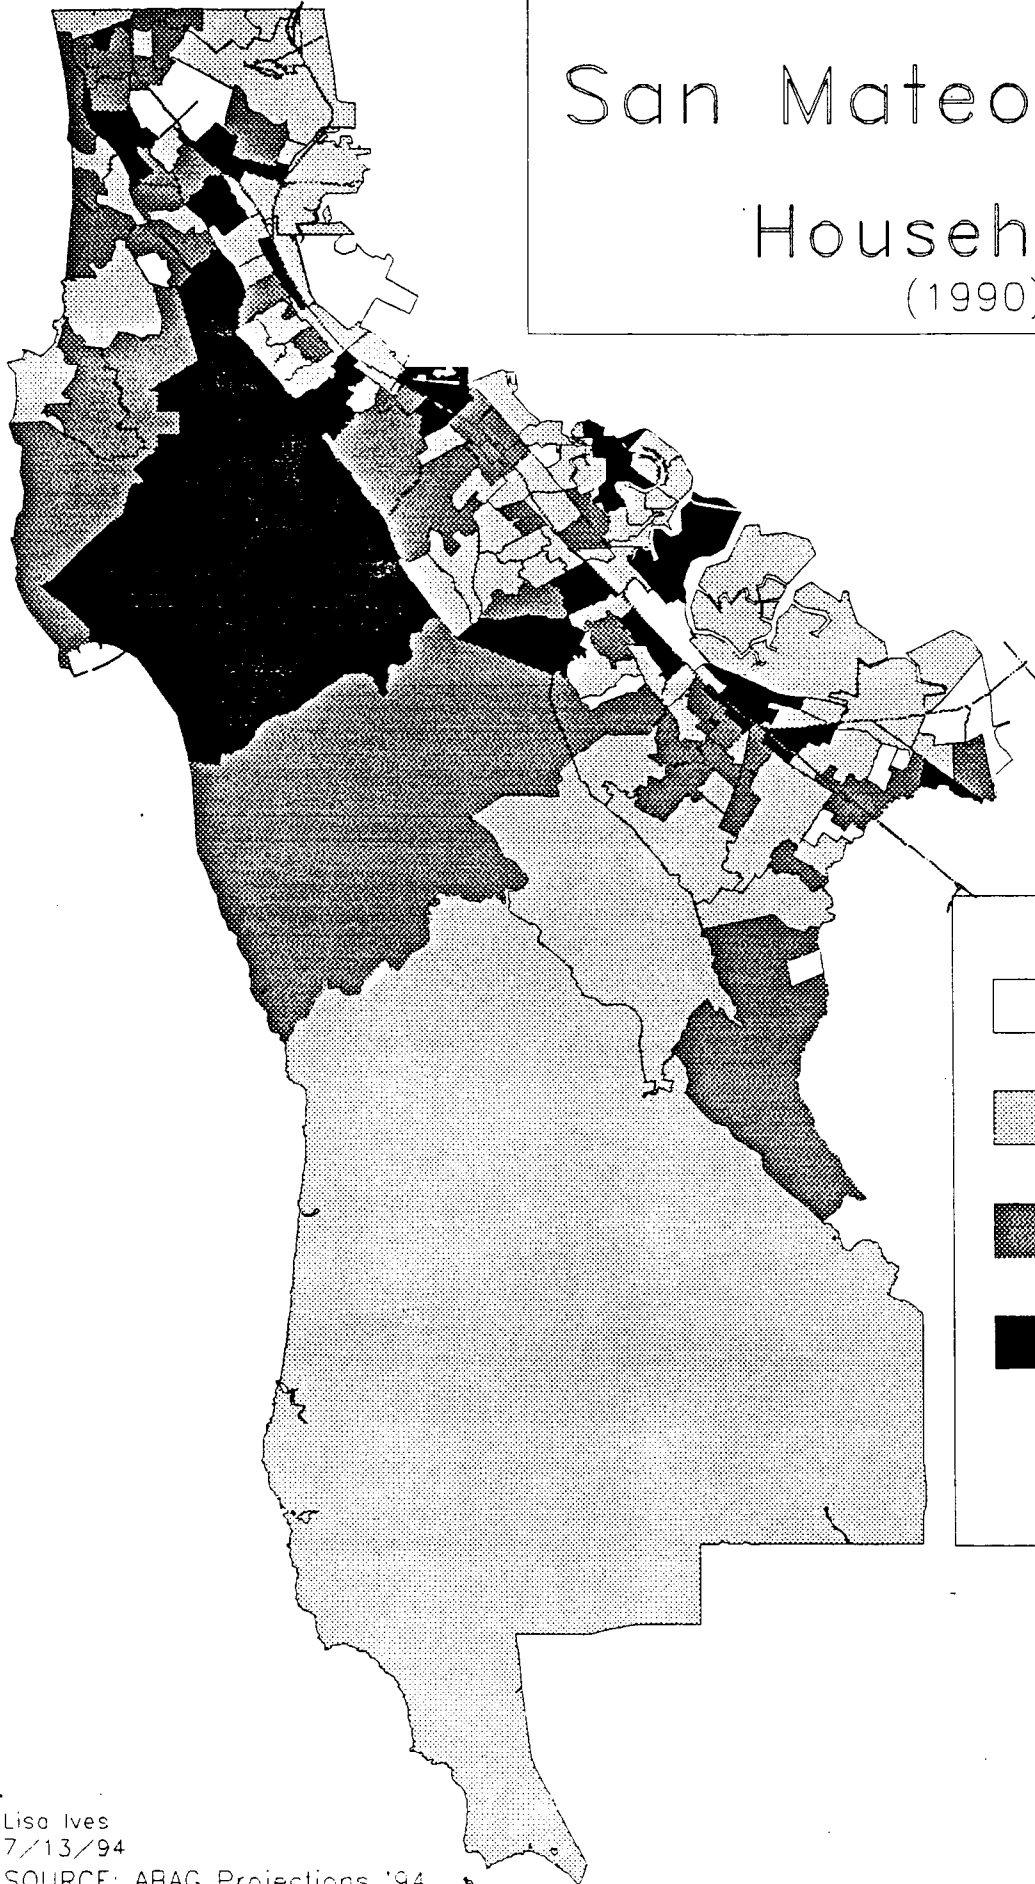 San Mateo
Househ
(1990)
Lisa Ives
7/13/94
SOURCE: ABAG Projections '94